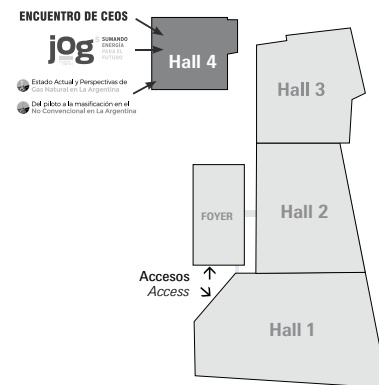 ENCUENTRO DE CEOS
jog
SUMANDO
ENERGÍA
PARA EL
FUTURO
Hall 4
Estado Actual y Perspectivas de
Gas Natural en La Argentina
Del piloto a la masificación en el
No Convencional en La Argentina
Hall 3
FOYER
Hall 2
Accesos
Access
Hall 1